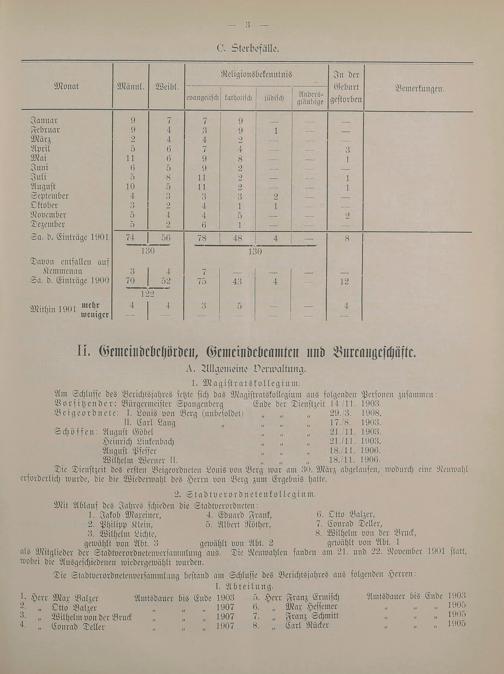 — 3 —
C. Sterbefälle.
Monat Männl. Weibl. Religionsbekenntnis In der Geburt gestorben Bemerkungen.
evangelisch katholisch jüdisch Andersgläubige
Januar 9 7 7 9 — — —
Februar 9 4 3 9 1 — —
März 2 4 4 2 — — —
April 5 6 7 4 — — 3
Mai 11 6 9 8 — — 1
Juni 6 5 9 2 — — —
Juli 5 8 11 2 — — 1
August 10 5 11 2 — — 1
September 4 3 3 3 2 — —
Oktober 3 2 4 1 1 — —
November 5 4 4 5 — — 2
Dezember 5 2 6 1 — — —
Sa. d. Einträge 1901 74 56 78 48 4 — 8
130 130
Davon entfallen auf
Kemmenau 3 4 7 — — — —
Sa. d. Einträge 1900 70 52 75 43 4 — 12
122
Mithin 1901 mehr 4 4 3 5 — — 4
weniger — — — — — — —
II. Gemeindebehörden, Gemeindebeamten und Bureaugeschäfte.
A. Allgemeine Verwaltung.
1. Magistratskollegium.
Am Schlusse des Berichtsjahres setzte sich das Magistratskollegium aus folgenden Personen zusammen:
Vorsitzender: Bürgermeister Spangenberg Ende der Dienstzeit 14./11. 1903.
Beigeordnete: I. Louis von Berg (unbesoldet) „ „ „ 29./3. 1908.
II. Carl Lang „ „ „ „ 17./8. 1903.
Schöffen: August Göbel „ „ „ 21./11. 1903.
Heinrich Linkenbach „ „ „ 21./11. 1903.
August Pfeffer „ „ „ 18./11. 1906.
Wilhelm Werner II. „ „ „ 18./11. 1906.
Die Dienstzeit des ersten Beigeordneten Louis von Berg war am 30. März abgelaufen, wodurch eine Neuwahl
erforderlich wurde, die die Wiederwahl des Herrn von Berg zum Ergebnis hatte.
2. Stadtverordnetenkollegium.
Mit Ablauf des Jahres schieden die Stadtverordneten:
1. Jakob Marxiner, 4. Eduard Frank, 6. Otto Balzer,
2. Philipp Klein, 5. Albert Röther, 7. Conrad Deller,
3. Wilhelm Lichte, 8. Wilhelm von der Bruck,
gewählt von Abt. 3 gewählt von Abt. 2 gewählt von Abt. 1
als Mitglieder der Stadtverordnetenversammlung aus. Die Neuwahlen fanden am 21. und 22. November 1901 statt,
wobei die Ausgeschiedenen wiedergewählt wurden.
Die Stadtverordnetenversammlung bestand am Schlusse des Berichtsjahres aus folgenden Herren:
I. Abteilung.
1. Herr Max Balzer Amtsdauer bis Ende 1903 5. Herr Franz Ermisch Amtsdauer bis Ende 1903
2. „ Otto Balzer „ „ „ 1907 6. „ Max Hessemer „ „ „ 1905
3. „ Wilhelm von der Bruck „ „ „ 1907 7. „ Franz Schmitt „ „ „ 1905
4. „ Conrad Deller „ „ „ 1907 8. „ Carl Rücker „ „ „ 1905